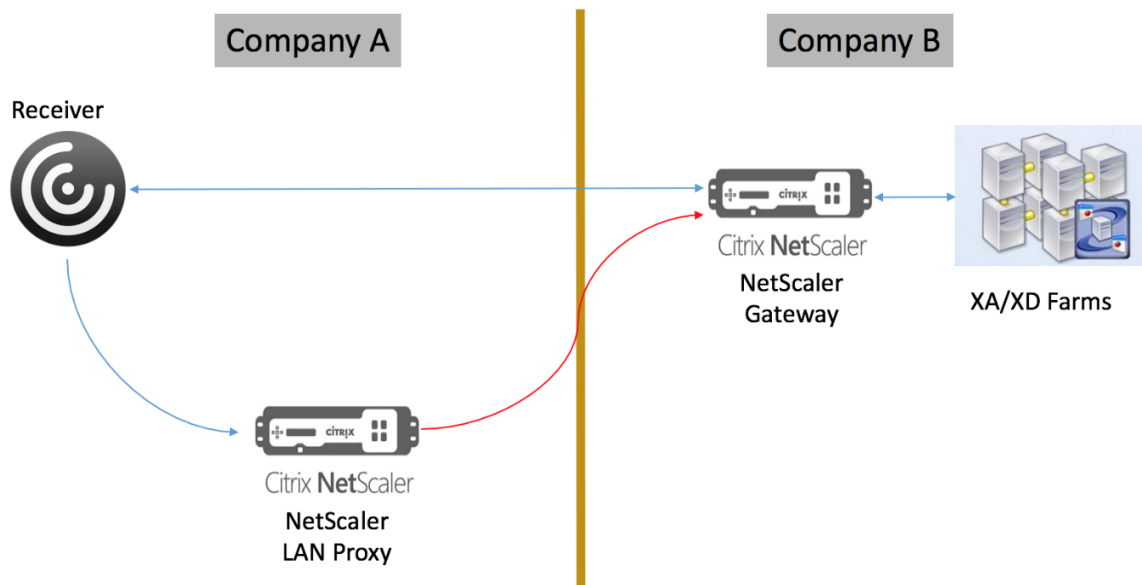 Company A
Company B
Receiver
CiTRIX
Citrix NetScaler
NetScaler
Gateway
XA/XD Farms
CiTRIX
Citrix NetScaler
NetScaler
LAN Proxy